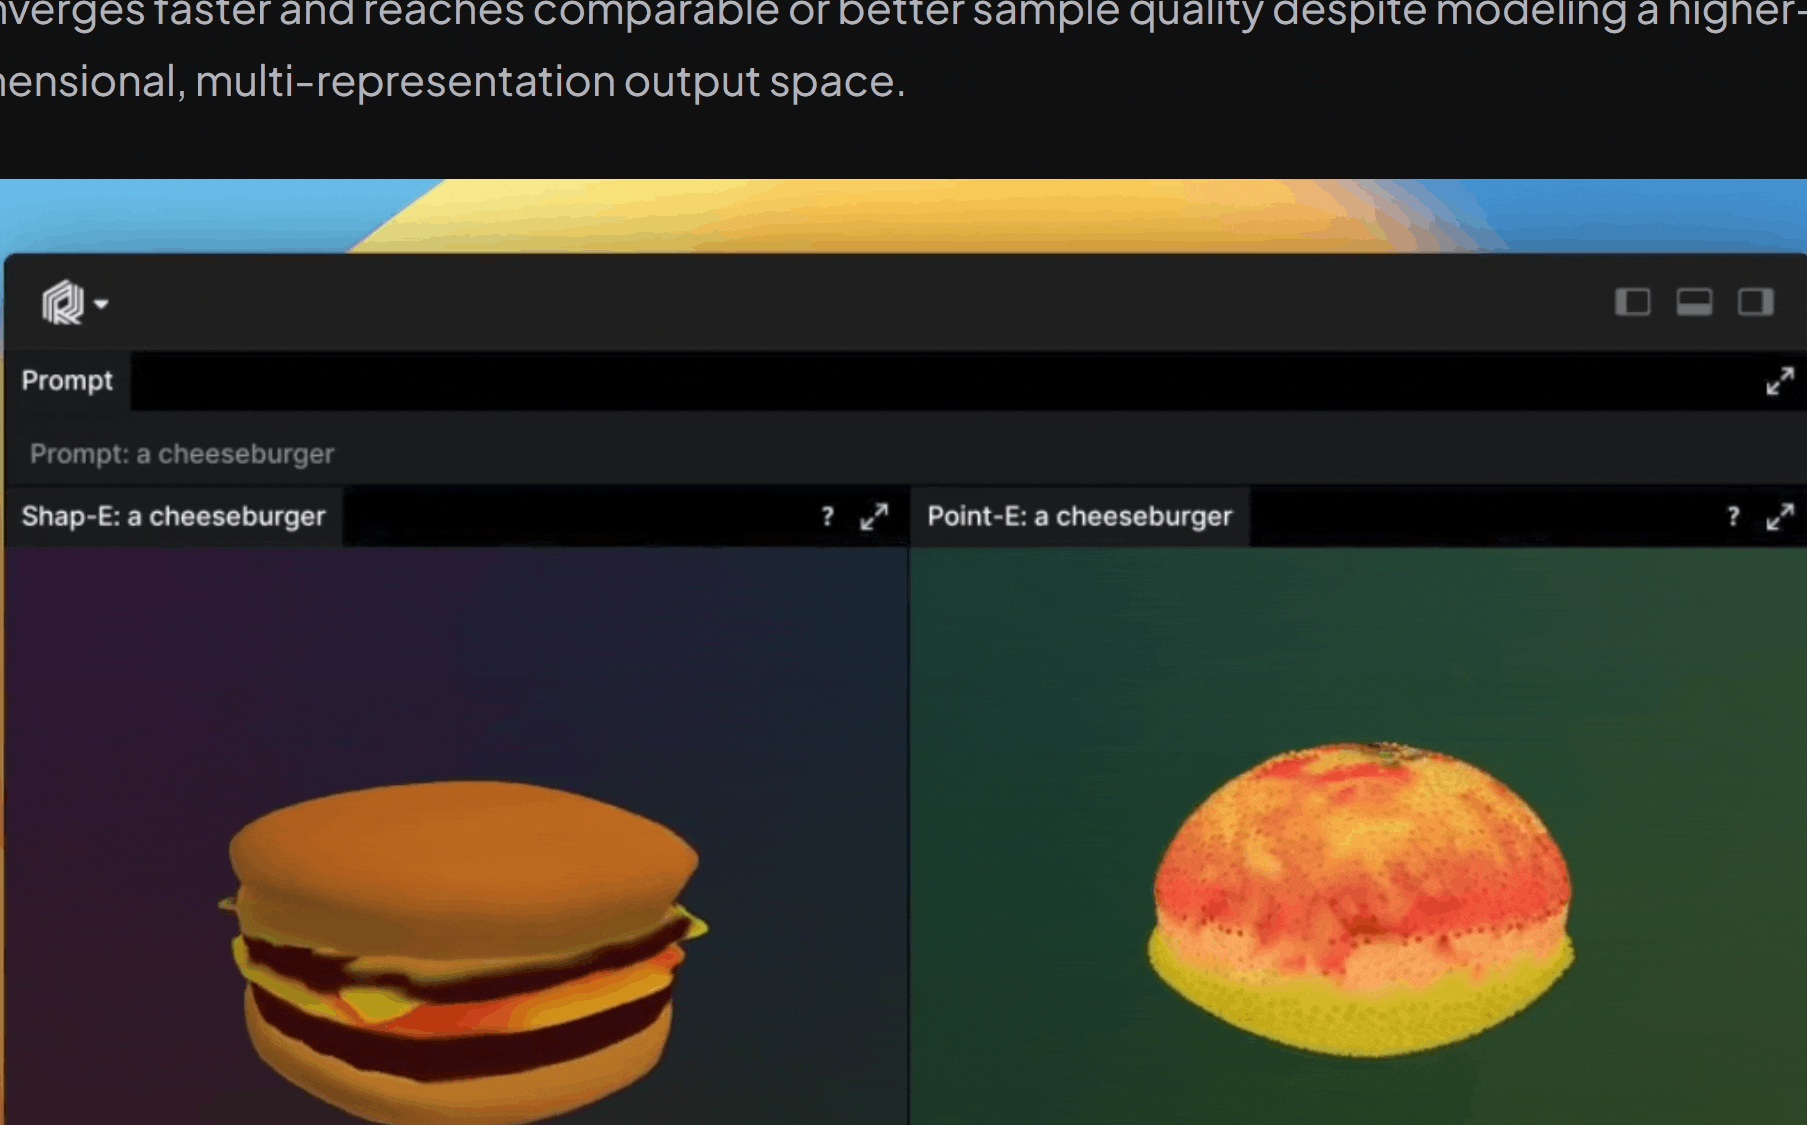 nverges faster and reaches comparable or better sample quality despite modeling a higher-
nensional, multi-representation output space.
Prompt
Prompt: a cheeseburger
Shap-E: a cheeseburger ?
Point-E: a cheeseburger ?